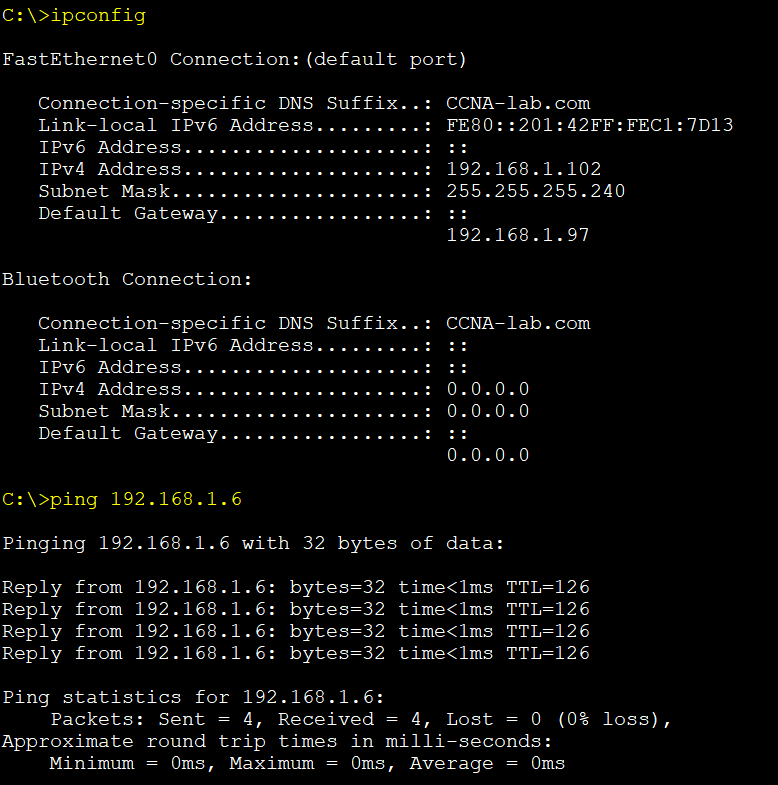 C:\>ipconfig
FastEthernet0 Connection:(default port)
Connection-specific DNS Suffix..: CCNA-lab.com
Link-local IPv6 Address.........: FE80::201:42FF:FEC1:7D13
IPv6 Address....................: ::
IPv4 Address....................: 192.168.1.102
Subnet Mask.....................: 255.255.255.240
Default Gateway.................: ::
192.168.1.97
Bluetooth Connection:
Connection-specific DNS Suffix..: CCNA-lab.com
Link-local IPv6 Address.........: ::
IPv6 Address....................: ::
IPv4 Address....................: 0.0.0.0
Subnet Mask.....................: 0.0.0.0
Default Gateway.................: ::
0.0.0.0
C:\>ping 192.168.1.6
Pinging 192.168.1.6 with 32 bytes of data:
Reply from 192.168.1.6: bytes=32 time<1ms TTL=126
Reply from 192.168.1.6: bytes=32 time<1ms TTL=126
Reply from 192.168.1.6: bytes=32 time<1ms TTL=126
Reply from 192.168.1.6: bytes=32 time<1ms TTL=126
Ping statistics for 192.168.1.6:
Packets: Sent = 4, Received = 4, Lost = 0 (0% loss),
Approximate round trip times in milli-seconds:
Minimum = 0ms, Maximum = 0ms, Average = 0ms